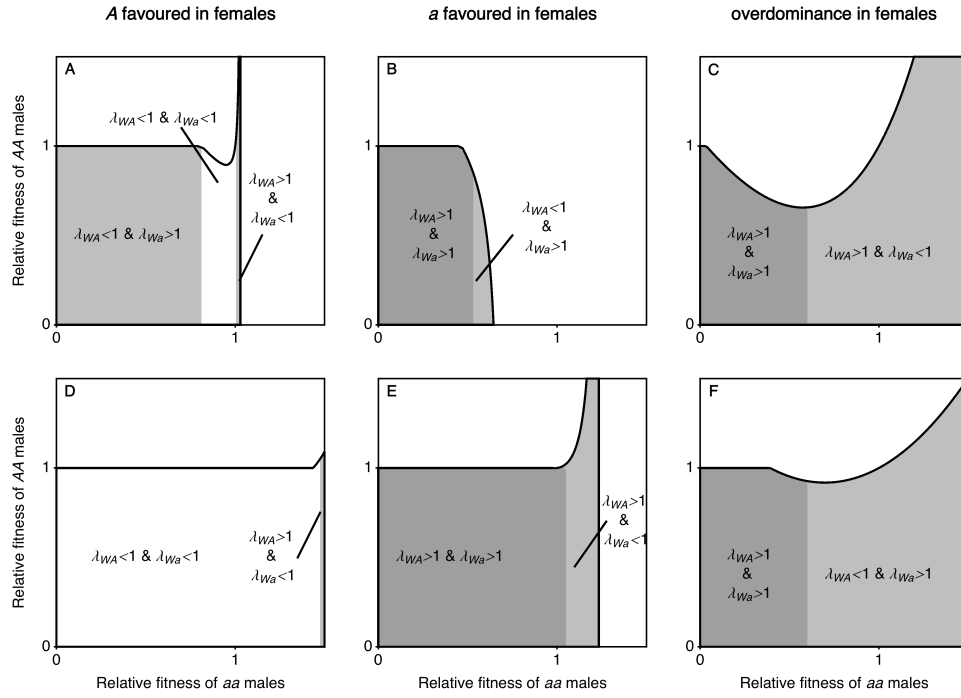 A favoured in females
a favoured in females
overdominance in females
Relative fitness of AA males
A
1
0
0
1
λWA<1 & λWa<1
λWA<1 & λWa>1
λWA>1
&
λWa<1
B
1
0
0
1
λWA>1
&
λWa>1
λWA<1
&
λWa>1
C
1
0
0
1
λWA>1
&
λWa>1
λWA>1 & λWa<1
Relative fitness of AA males
D
1
0
0
1
λWA<1 & λWa<1
λWA>1
&
λWa<1
Relative fitness of aa males
E
1
0
0
1
λWA>1 & λWa>1
λWA>1
&
λWa<1
Relative fitness of aa males
F
1
0
0
1
λWA>1
&
λWa>1
λWA<1 & λWa>1
Relative fitness of aa males